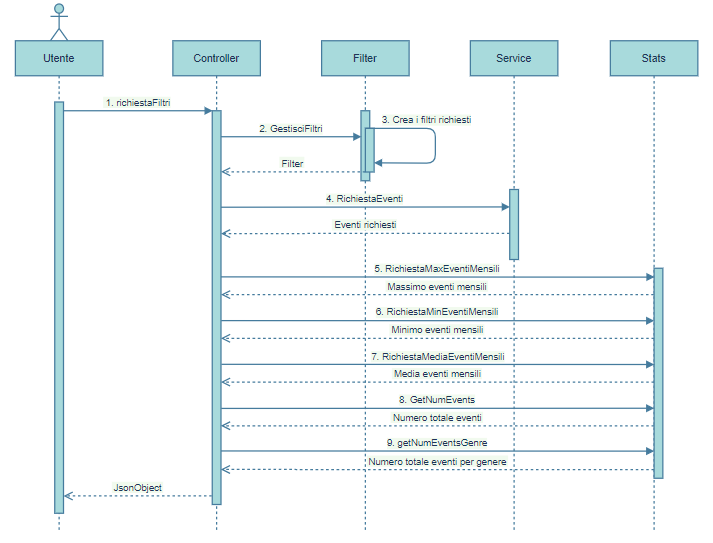 Utente
Controller
Filter
Service
Stats
1. richiestaFiltri
2. GestisciFiltri
3. Crea i filtri richiesti
Filter
4. RichiestaEventi
Eventi richiesti
5. RichiestaMaxEventiMensili
Massimo eventi mensili
6. RichiestaMinEventiMensili
Minimo eventi mensili
7. RichiestaMediaEventiMensili
Media eventi mensili
8. GetNumEvents
Numero totale eventi
9. getNumEventsGenre
Numero totale eventi per genere
JsonObject